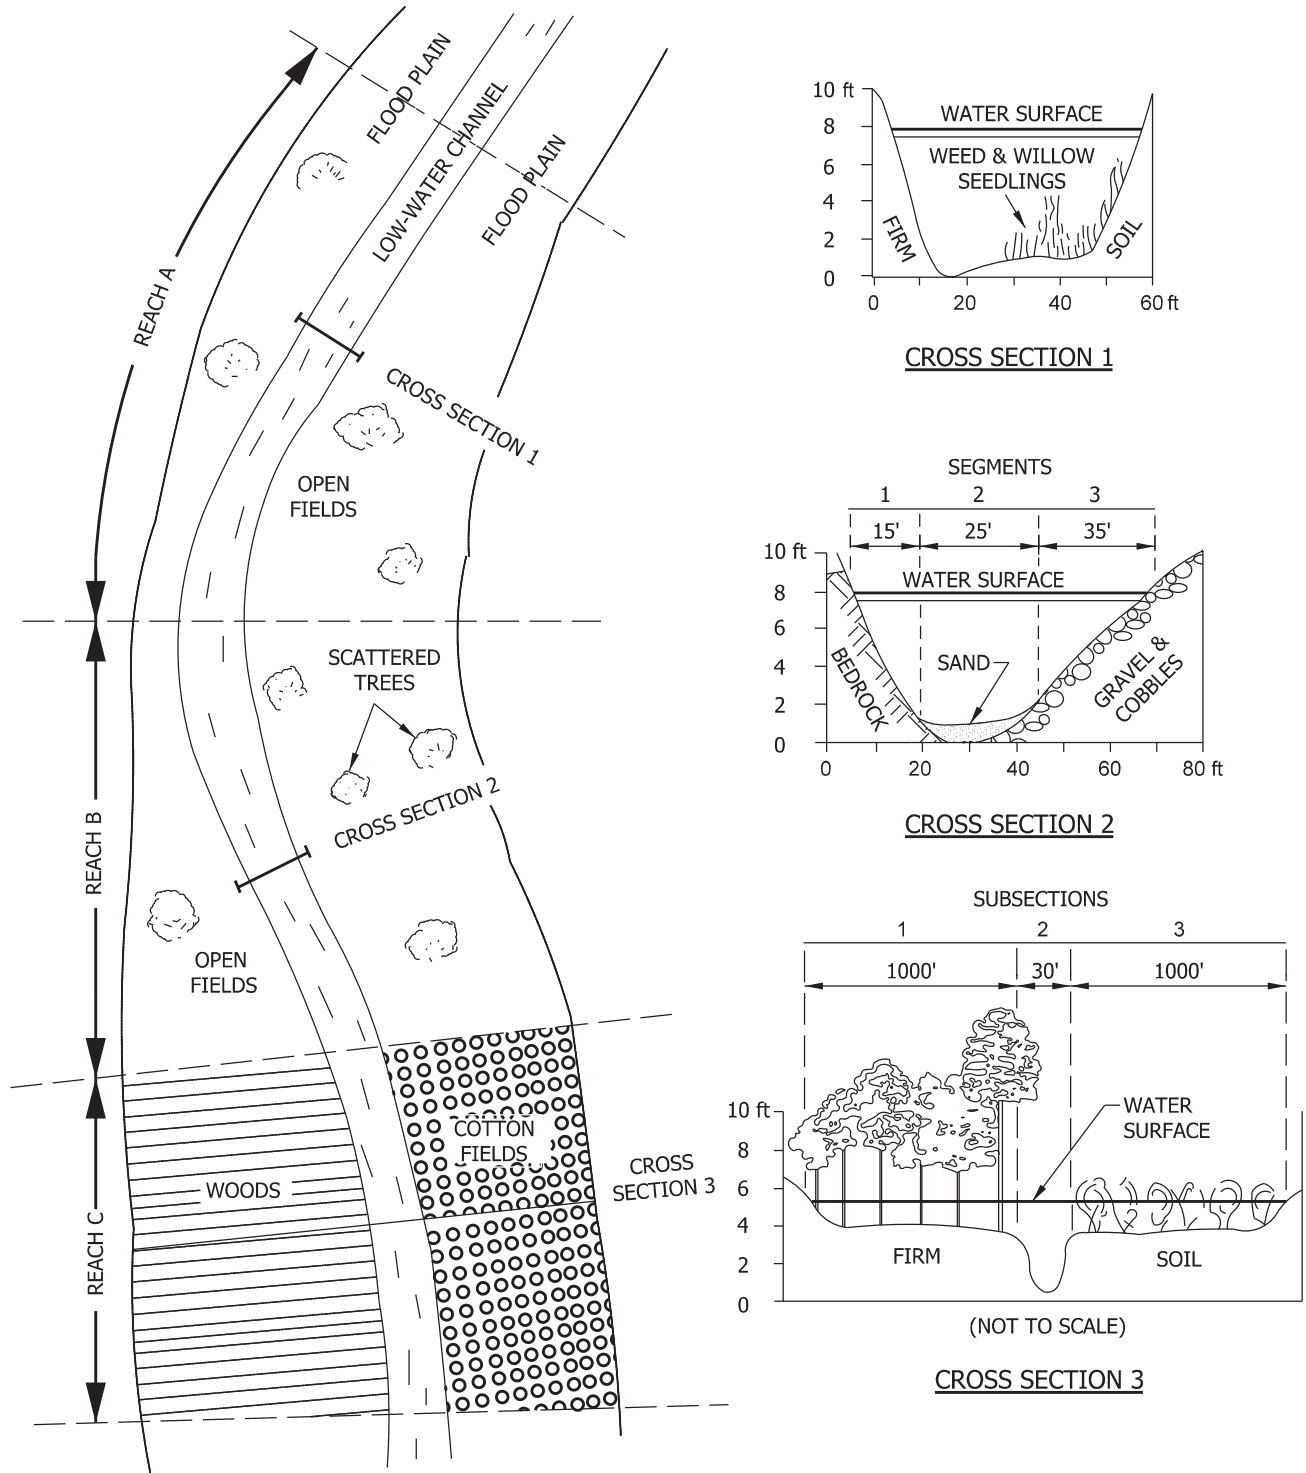 FLOOD PLAIN
LOW-WATER CHANNEL
FLOOD PLAIN
REACH A
CROSS SECTION 1
OPEN
FIELDS
SCATTERED
TREES
REACH B
CROSS SECTION 2
OPEN
FIELDS
COTTON
FIELDS
WOODS
CROSS
SECTION 3
REACH C
10 ft
8
6
4
2
0
WATER SURFACE
WEED & WILLOW
SEEDLINGS
FIRM
SOIL
0 20 40 60 ft
CROSS SECTION 1
SEGMENTS
1 2 3
15' 25' 35'
10 ft
8
6
4
2
0
WATER SURFACE
SAND
BEDROCK
GRAVEL &
COBBLES
0 20 40 60 80 ft
CROSS SECTION 2
SUBSECTIONS
1 2 3
1000' 30' 1000'
10 ft
8
6
4
2
0
WATER
SURFACE
FIRM SOIL
(NOT TO SCALE)
CROSS SECTION 3